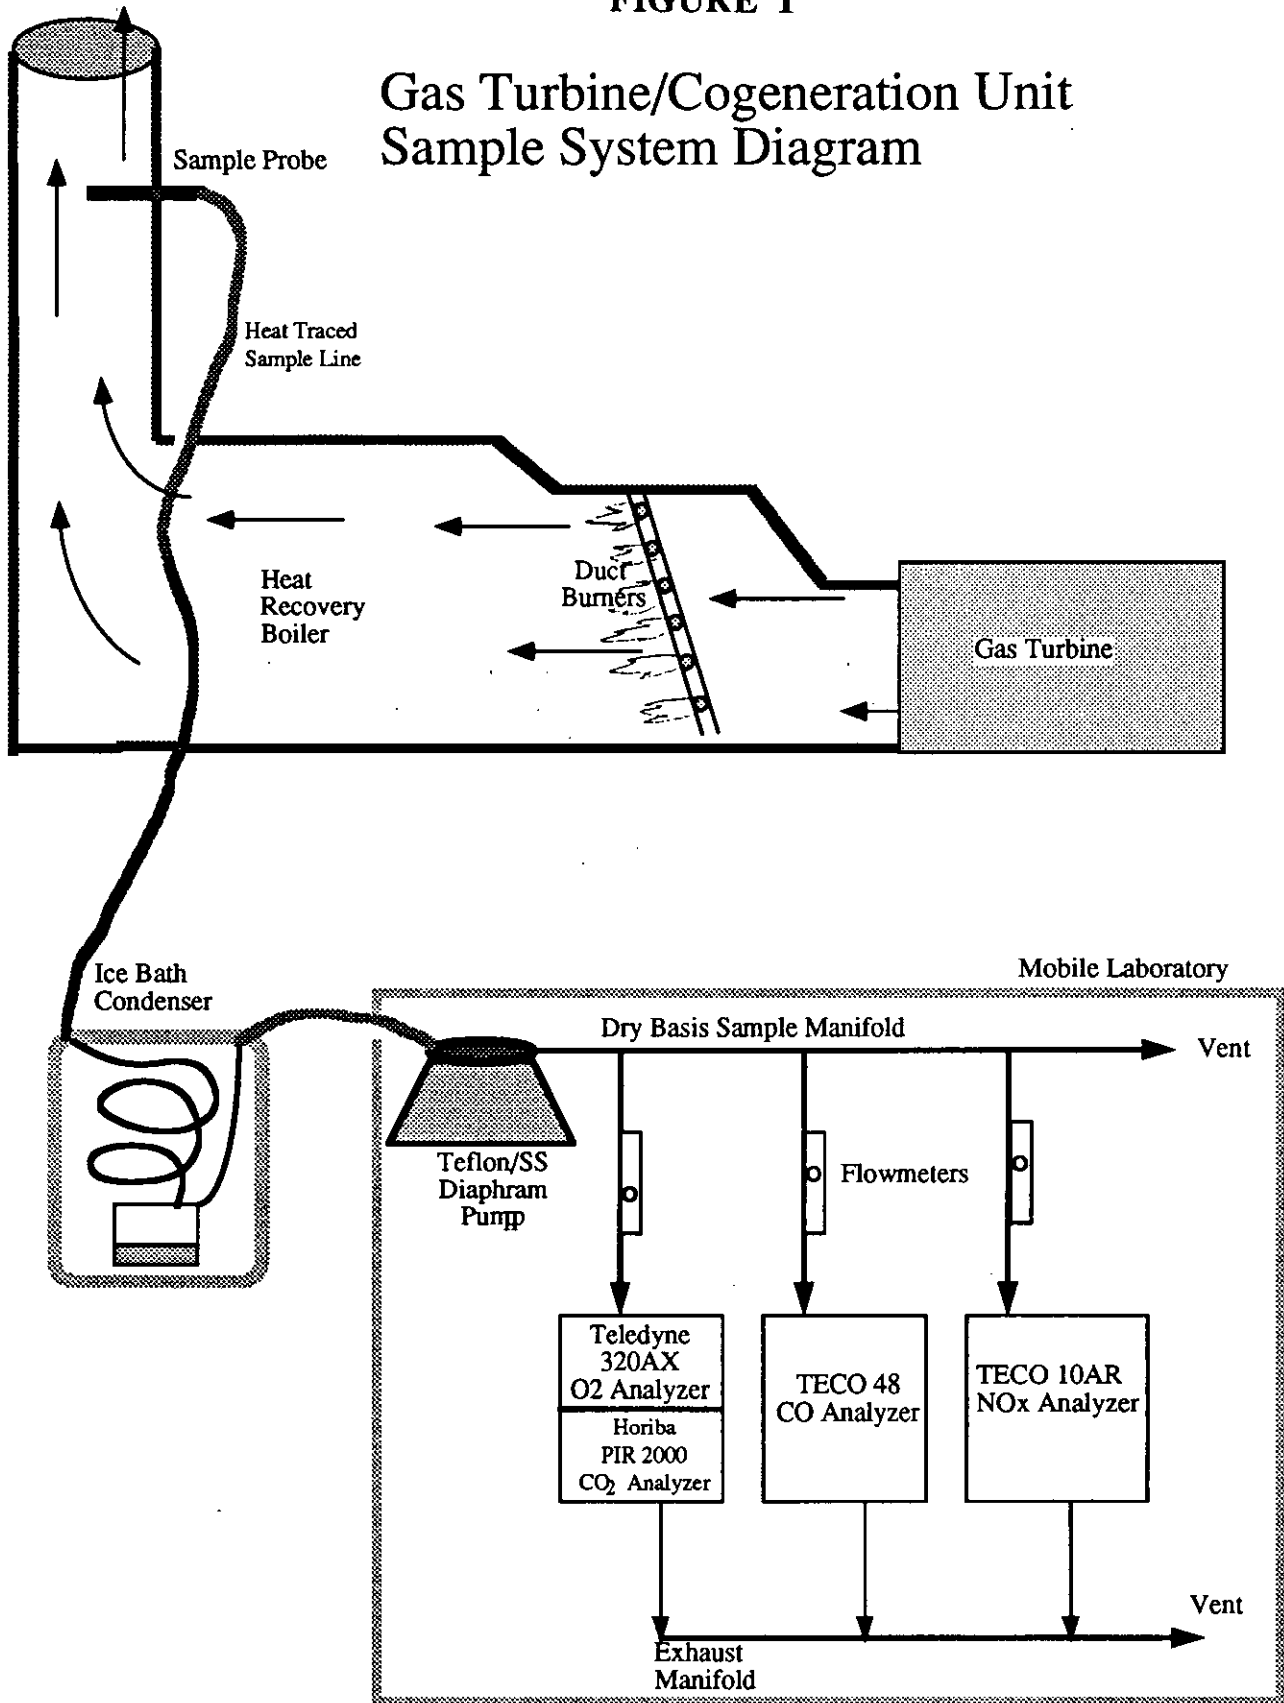 FIGURE 1
Gas Turbine/Cogeneration Unit
Sample System Diagram
Sample Probe
Heat Traced
Sample Line
Heat
Recovery
Boiler
Duct
Burners
Gas Turbine
Ice Bath
Condenser
Mobile Laboratory
Dry Basis Sample Manifold
Vent
Teflon/SS
Diaphram
Pump
Flowmeters
Teledyne
320AX
O2 Analyzer
Horiba
PIR 2000
CO2 Analyzer
TECO 48
CO Analyzer
TECO 10AR
NOx Analyzer
Vent
Exhaust
Manifold